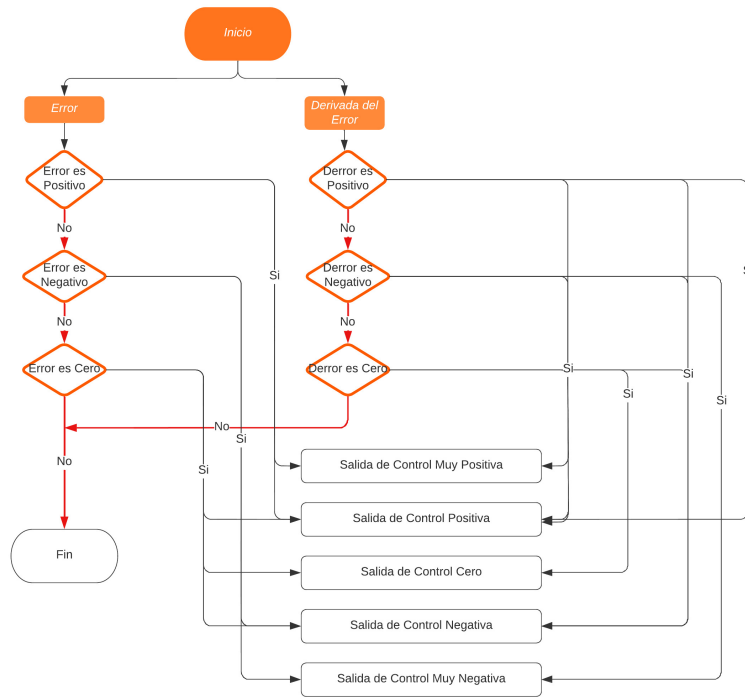 Inicio
Error
Derivada del
Error
Error es
Positivo
Derror es
Positivo
No
No
Error es
Negativo
Derror es
Negativo
Si
Si
S
No
No
Error es Cero
Derror es Cero
Si
Si
Si
Si
No
Si
Si
No
Salida de Control Muy Positiva
Salida de Control Positiva
Fin
Salida de Control Cero
Salida de Control Negativa
Salida de Control Muy Negativa